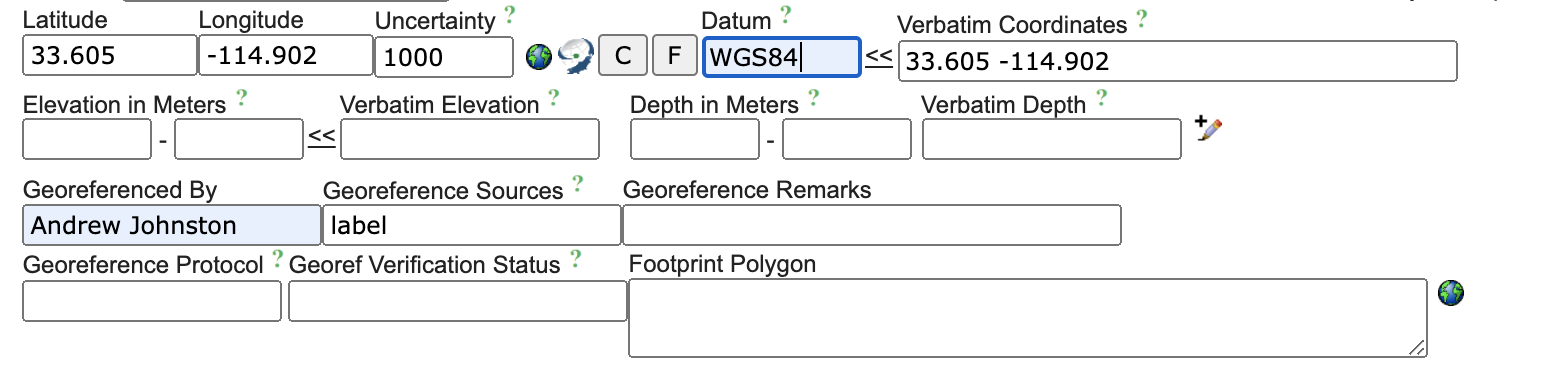 Latitude Longitude Uncertainty ? Datum ? Verbatim Coordinates ?
33.605 -114.902 1000 C F WGS84 << 33.605 -114.902
Elevation in Meters ? Verbatim Elevation ? Depth in Meters ? Verbatim Depth ?
- << - +
Georeferenced By Georeference Sources ? Georeference Remarks
Andrew Johnston label
Georeference Protocol ? Georef Verification Status ? Footprint Polygon